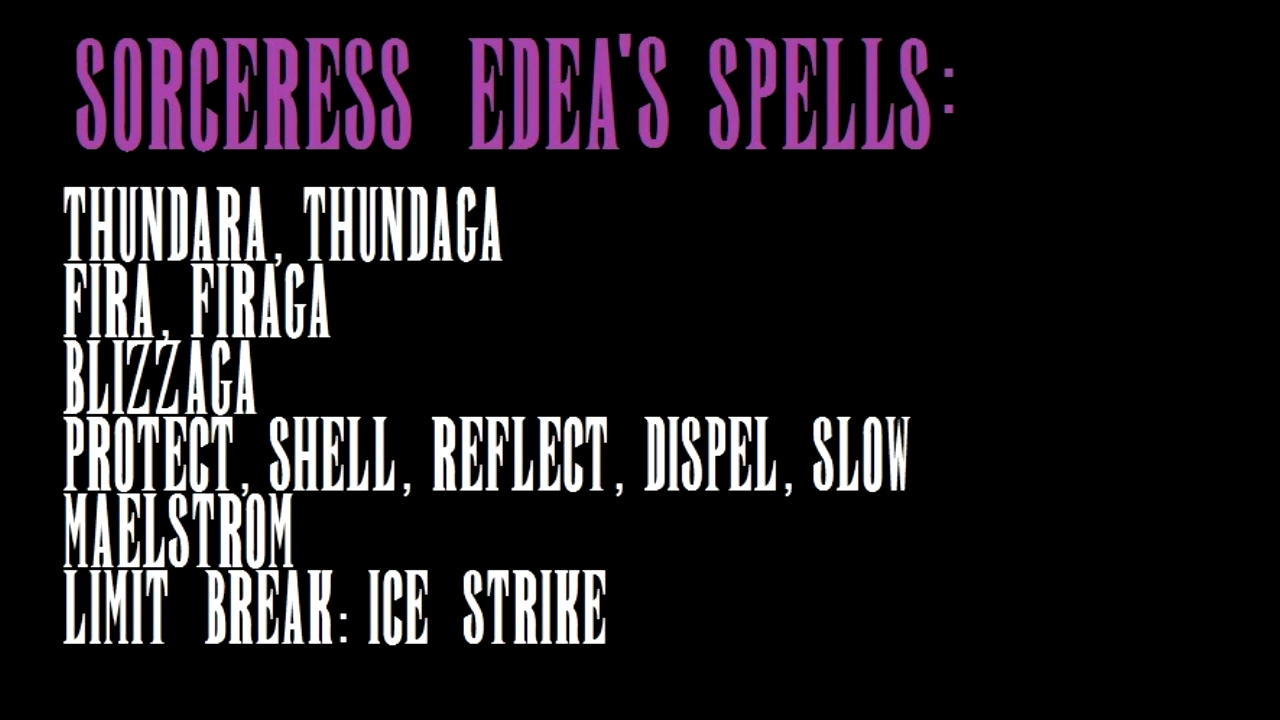 SORCERESS EDEA'S SPELLS:
THUNDARA, THUNDAGA
FIRA, FIRAGA
BLIZZAGA
PROTECT, SHELL, REFLECT, DISPEL, SLOW
MAELSTROM
LIMIT BREAK: ICE STRIKE